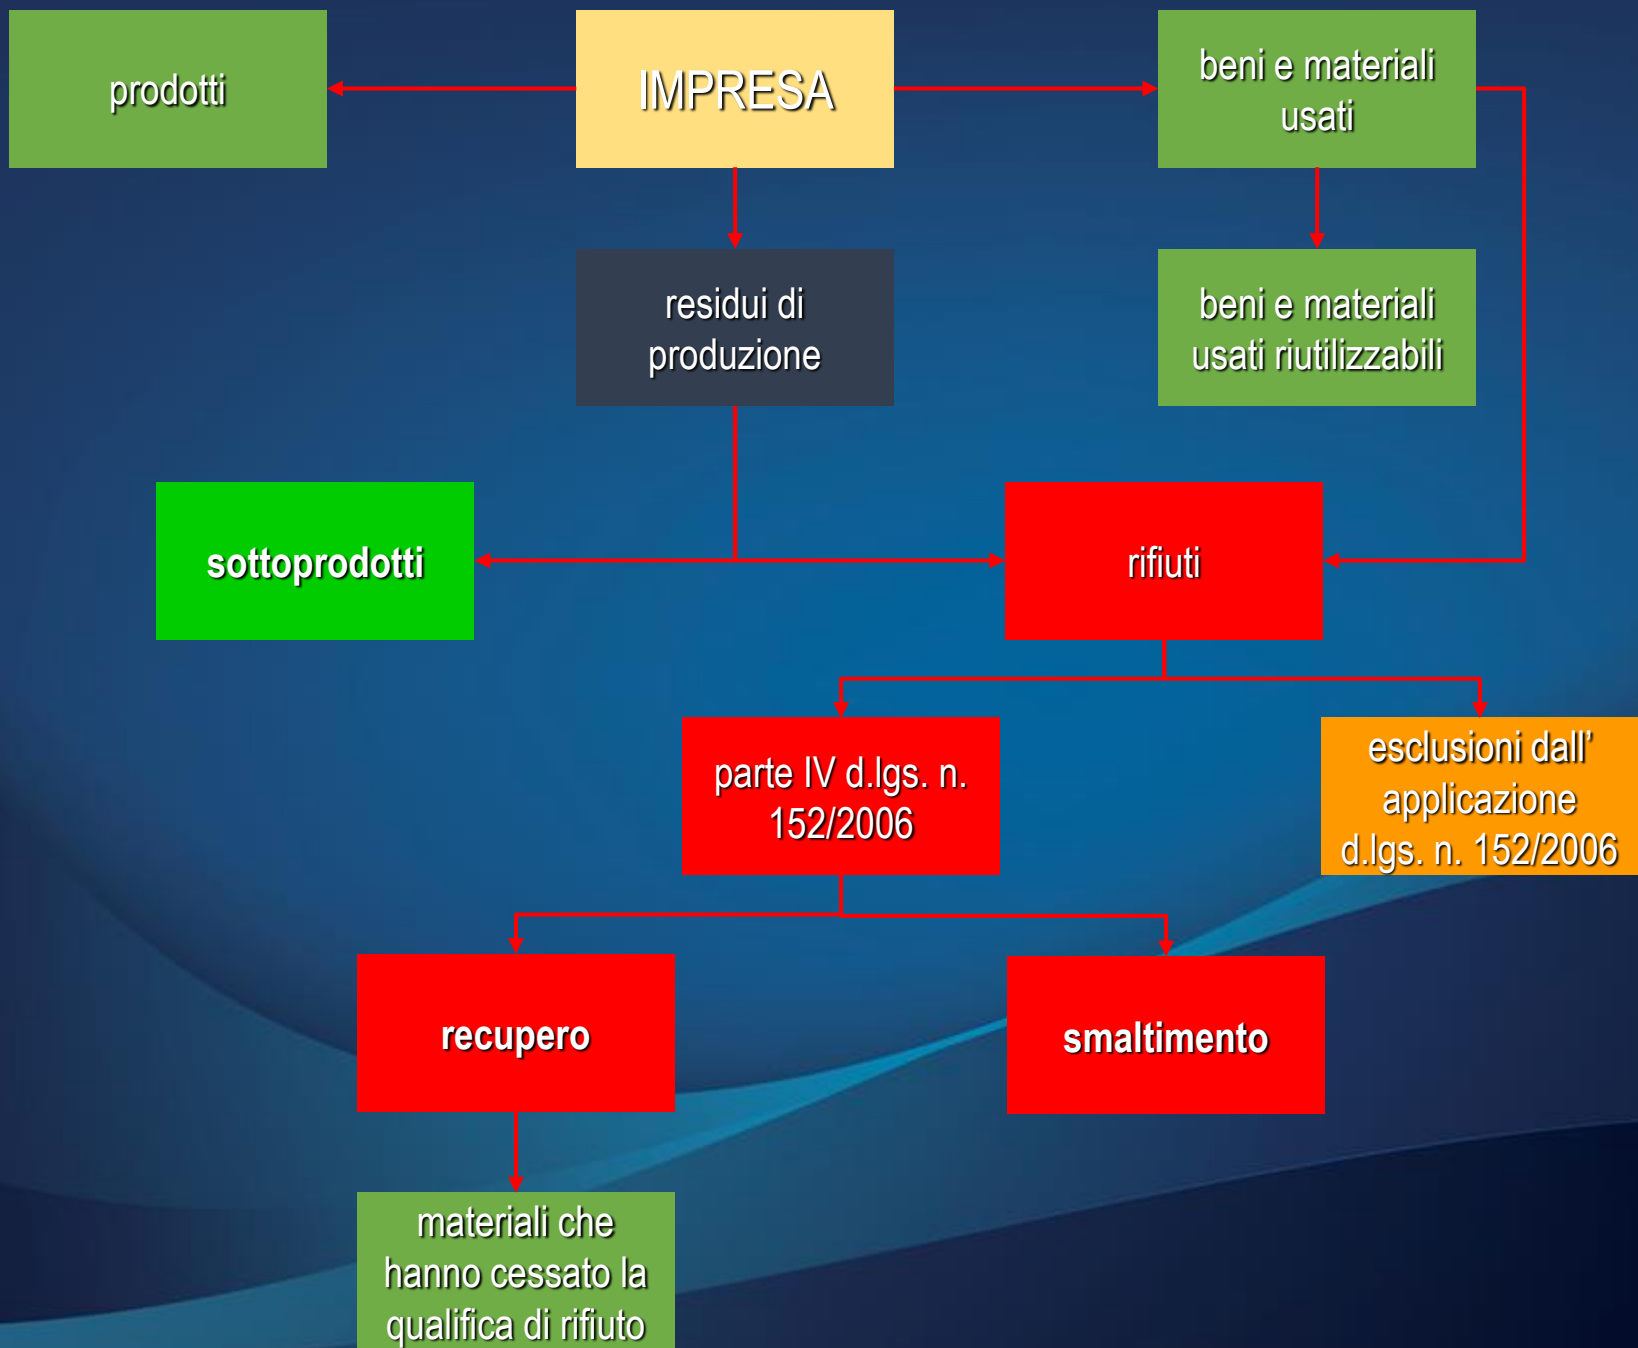 prodotti
IMPRESA
beni e materiali
usati
residui di
produzione
beni e materiali
usati riutilizzabili
sottoprodotti
rifiuti
parte IV d.lgs. n.
152/2006
esclusioni dall’
applicazione
d.lgs. n. 152/2006
recupero
smaltimento
materiali che
hanno cessato la
qualifica di rifiuto